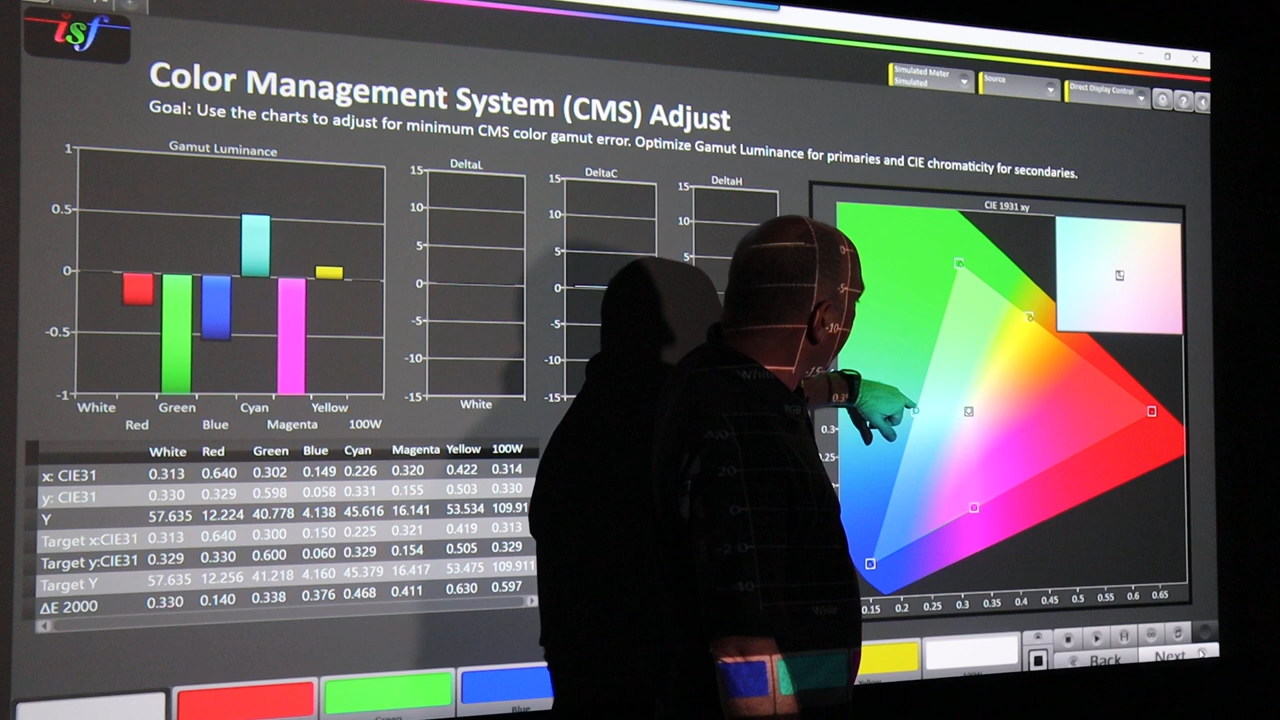 isf
Simulated Meter
Simulated
Source
Direct Display Control
?
Color Management System (CMS) Adjust
Goal: Use the charts to adjust for minimum CMS color gamut error. Optimize Gamut Luminance for primaries and CIE chromaticity for secondaries.
Gamut Luminance
1
0.5
0
-0.5
-1
White Green Cyan Yellow
Red Blue Magenta 100W
DeltaL
15
10
5
0
-5
-10
-15
White
DeltaC
15
10
5
0
-5
-10
-15
DeltaH
15
10
5
0
-5
-10
-15
White
CIE 1931 xy
0.3
0.15 0.2 0.25 0.3 0.35 0.4 0.45 0.5 0.55 0.6 0.65
White Red Green Blue Cyan Magenta Yellow 100W
x: CIE31 0.313 0.640 0.302 0.149 0.226 0.320 0.422 0.314
y: CIE31 0.330 0.329 0.598 0.058 0.331 0.155 0.503 0.330
Y 57.635 12.224 40.778 4.138 45.616 16.141 53.534 109.91
Target x:CIE31 0.313 0.640 0.300 0.150 0.225 0.321 0.419 0.313
Target y:CIE31 0.329 0.330 0.600 0.060 0.329 0.154 0.505 0.329
Target Y 57.635 12.256 41.218 4.160 45.379 16.417 53.475 109.911
ΔE 2000 0.330 0.140 0.338 0.376 0.468 0.411 0.630 0.597
Green
Blue
Yellow
Back
Next